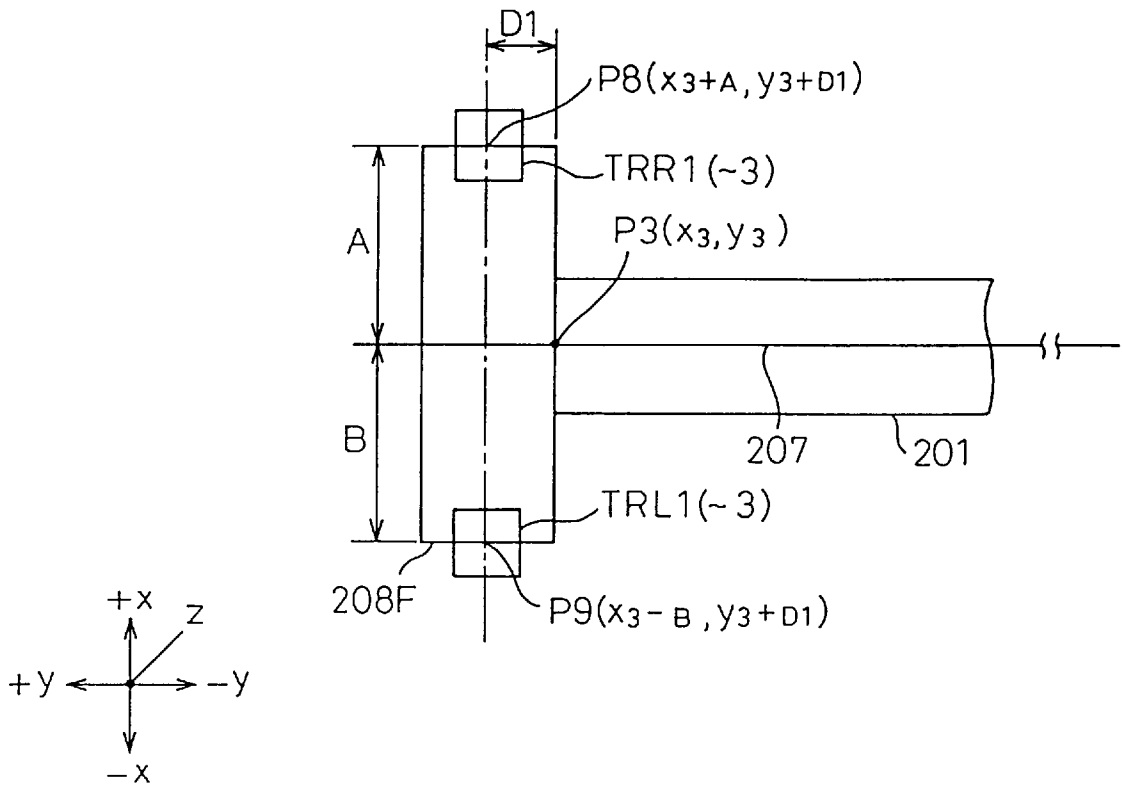 D1
P8(x3+A, y3+D1)
TRR1(~3)
A
P3(x3, y3)
B
207
201
TRL1(~3)
208F
P9(x3-B, y3+D1)
+x
z
+y
-y
-x